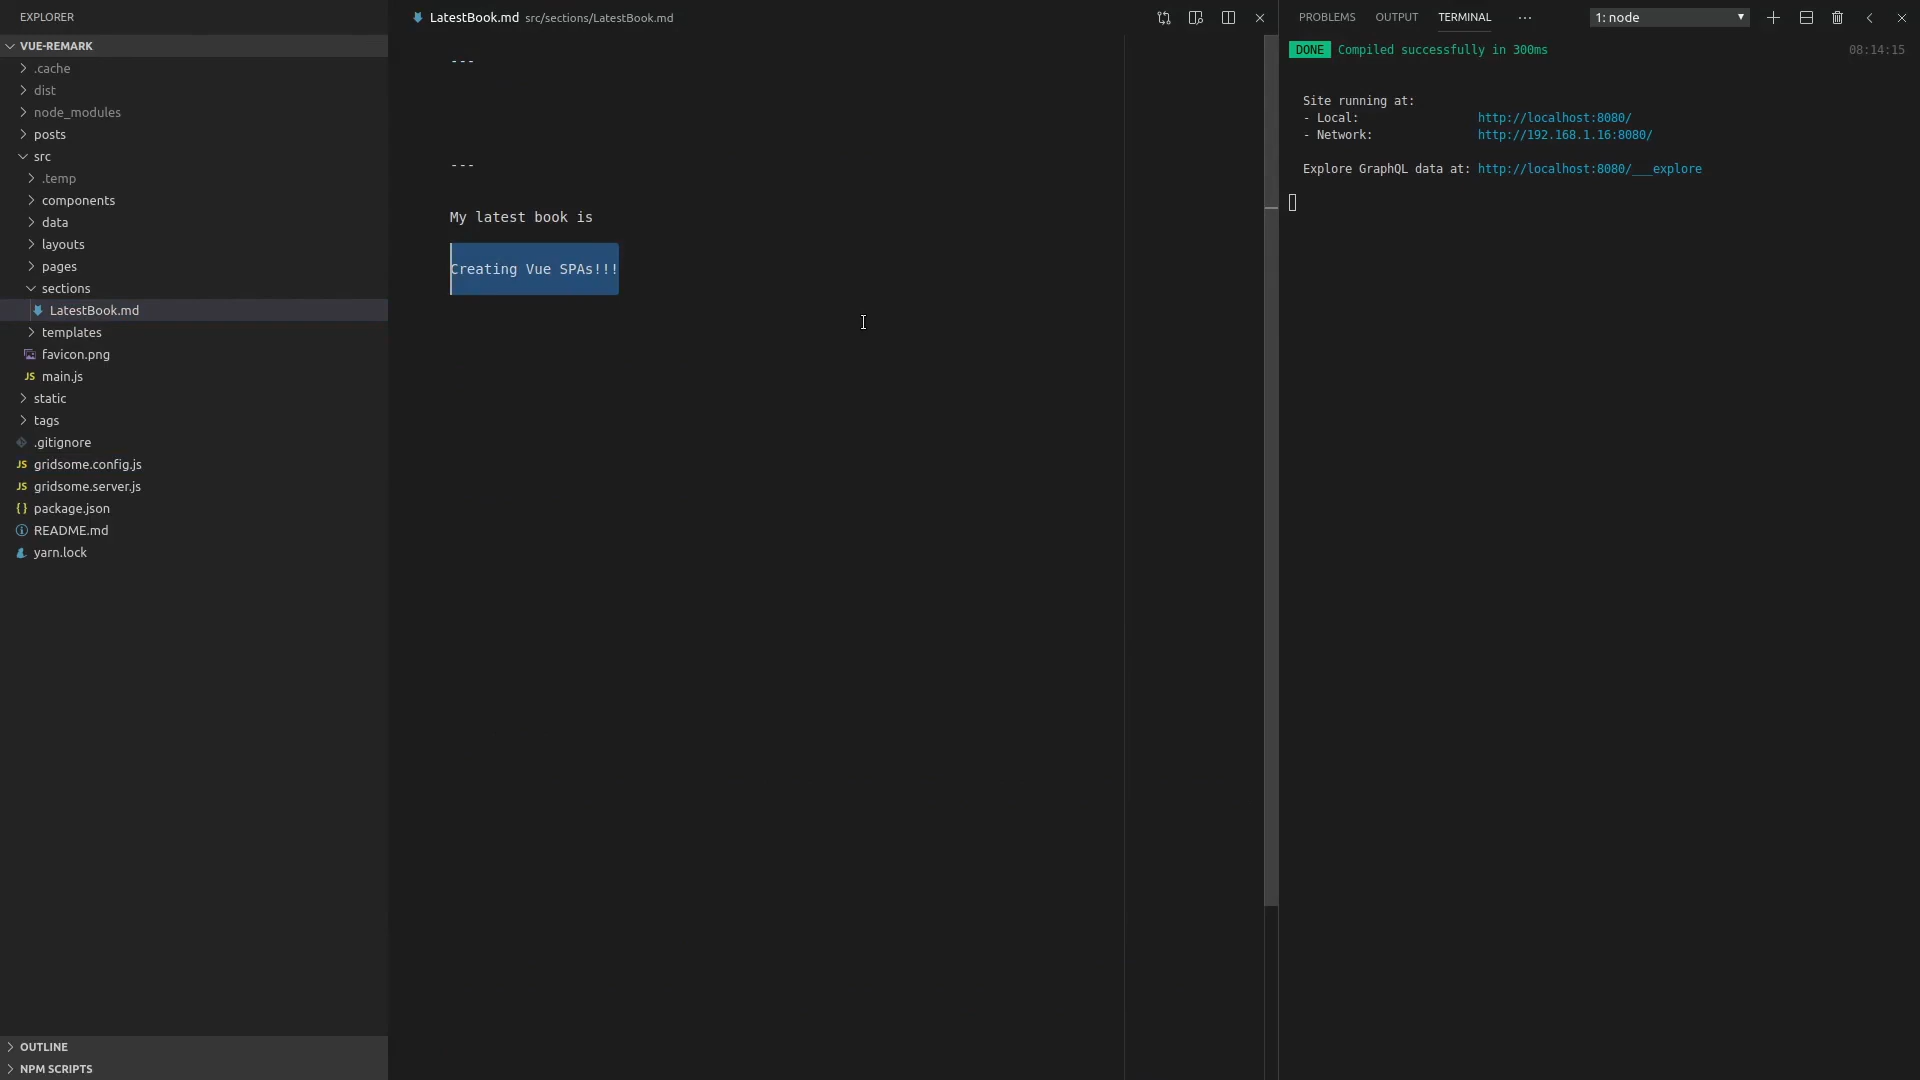 EXPLORER
VUE-REMARK
.cache
dist
node_modules
posts
src
.temp
components
data
layouts
pages
sections
LatestBook.md
templates
favicon.png
JS main.js
static
tags
.gitignore
JS gridsome.config.js
JS gridsome.server.js
{} package.json
README.md
yarn.lock
OUTLINE
NPM SCRIPTS
LatestBook.md src/sections/LatestBook.md
---
---
My latest book is
Creating Vue SPAs!!!
PROBLEMS OUTPUT TERMINAL ··· 1: node
DONE Compiled successfully in 300ms 08:14:15
Site running at:
- Local: http://localhost:8080/
- Network: http://192.168.1.16:8080/
Explore GraphQL data at: http://localhost:8080/___explore